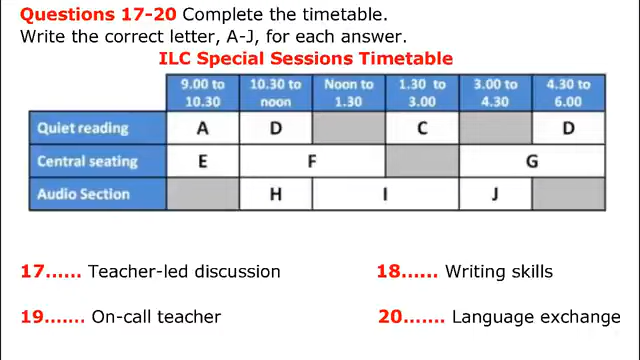 Questions 17-20 Complete the timetable.
Write the correct letter, A-J, for each answer.
ILC Special Sessions Timetable
9.00 to 10.30 10.30 to noon Noon to 1.30 1.30 to 3.00 3.00 to 4.30 4.30 to 6.00
Quiet reading A D C D
Central seating E F G
Audio Section H I J
17...... Teacher-led discussion 18...... Writing skills
19....... On-call teacher 20....... Language exchange